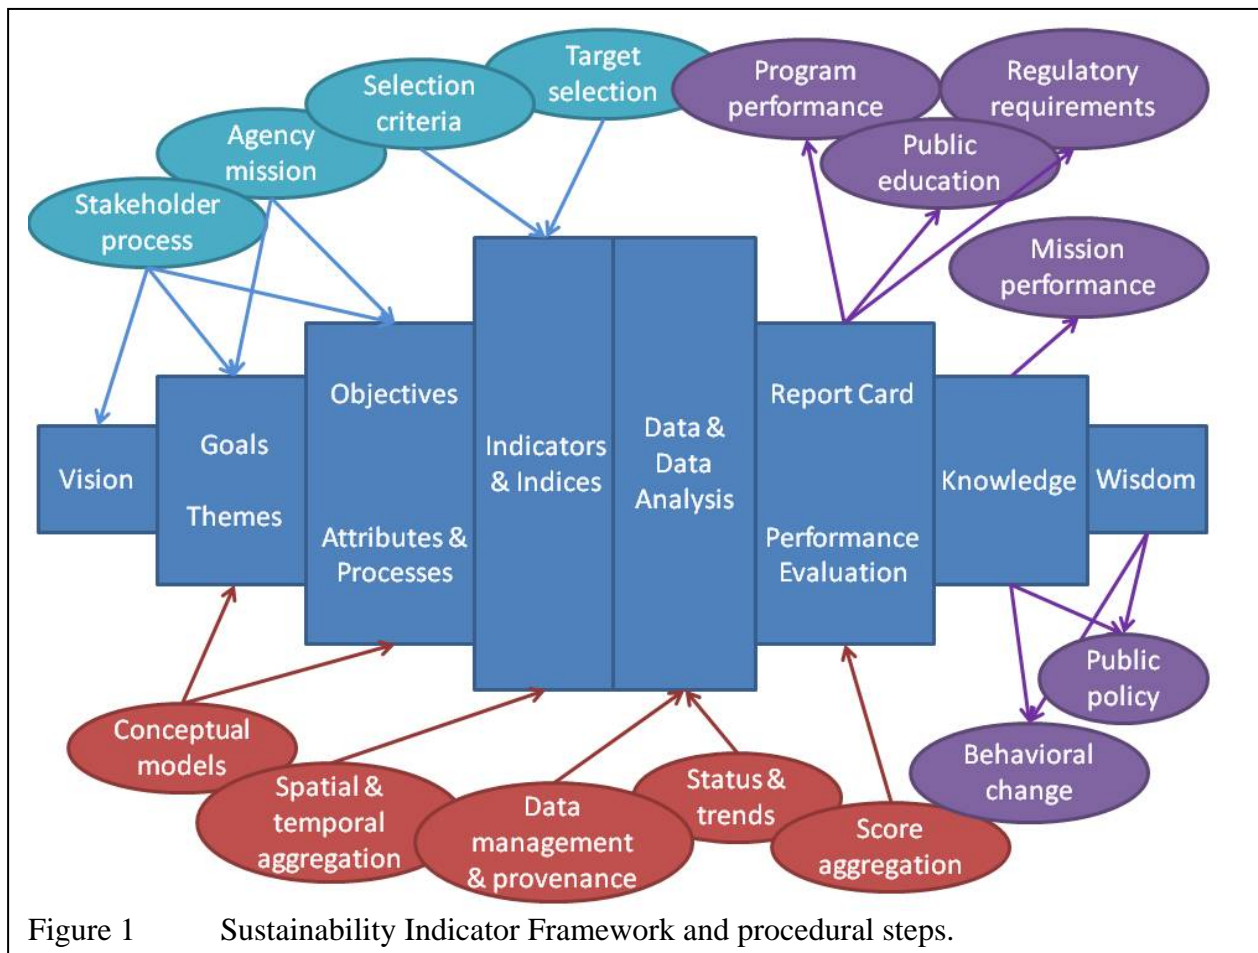 Target
selection
Selection
criteria
Agency
mission
Stakeholder
process
Program
performance
Regulatory
requirements
Public
education
Mission
performance
Vision
Goals
Themes
Objectives
Attributes &
Processes
Indicators
& Indices
Data &
Data
Analysis
Report Card
Performance
Evaluation
Knowledge
Wisdom
Conceptual
models
Spatial &
temporal
aggregation
Data
management
& provenance
Status &
trends
Score
aggregation
Behavioral
change
Public
policy
Figure 1 Sustainability Indicator Framework and procedural steps.